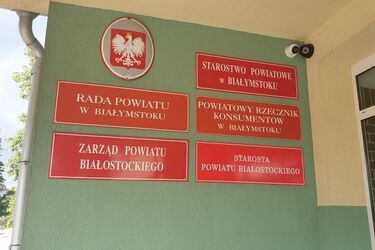 STAROSTWO POWIATOWE
w BIAŁYMSTOKU
RADA POWIATU
W BIAŁYMSTOKU
POWIATOWY RZECZNIK
KONSUMENTÓW
W BIAŁYMSTOKU
ZARZĄD POWIATU
BIAŁOSTOCKIEGO
STAROSTA
POWIATU BIAŁOSTOCKIEGO